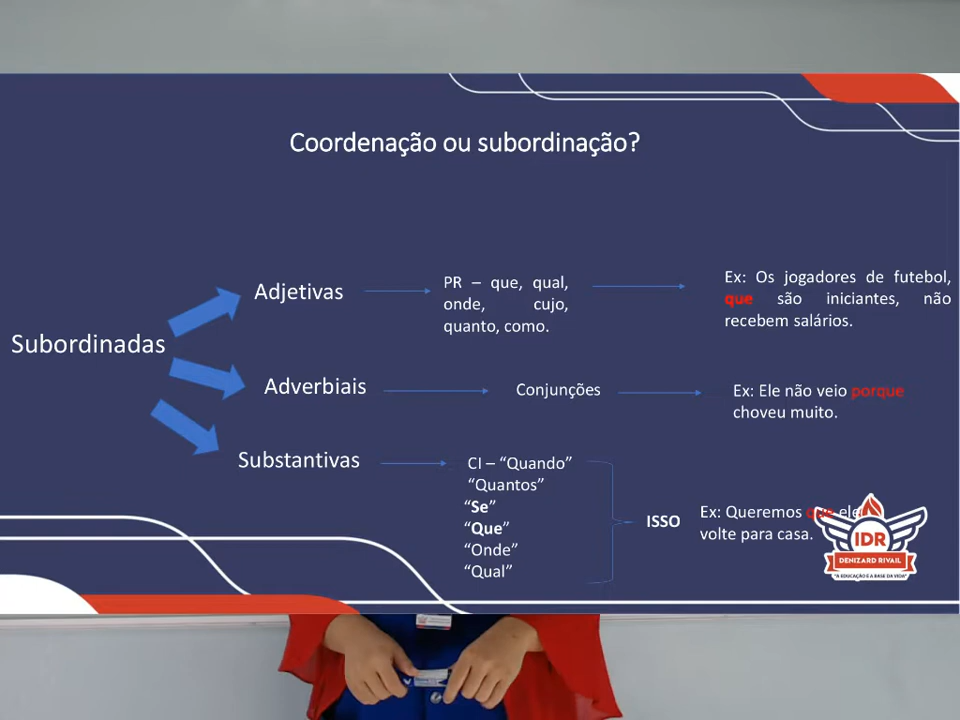 Coordenação ou subordinação?
Subordinadas
Adjetivas
PR – que, qual,
onde, cujo,
quanto, como.
Ex: Os jogadores de futebol,
que são iniciantes, não
recebem salários.
Adverbiais
Conjunções
Ex: Ele não veio porque
choveu muito.
Substantivas
CI – “Quando”
“Quantos”
“Se”
“Que”
“Onde”
“Qual”
ISSO
Ex: Queremos que ele
volte para casa.
IDR
DENIZARD RIVAIL
"A EDUCAÇÃO É A BASE DA VIDA"